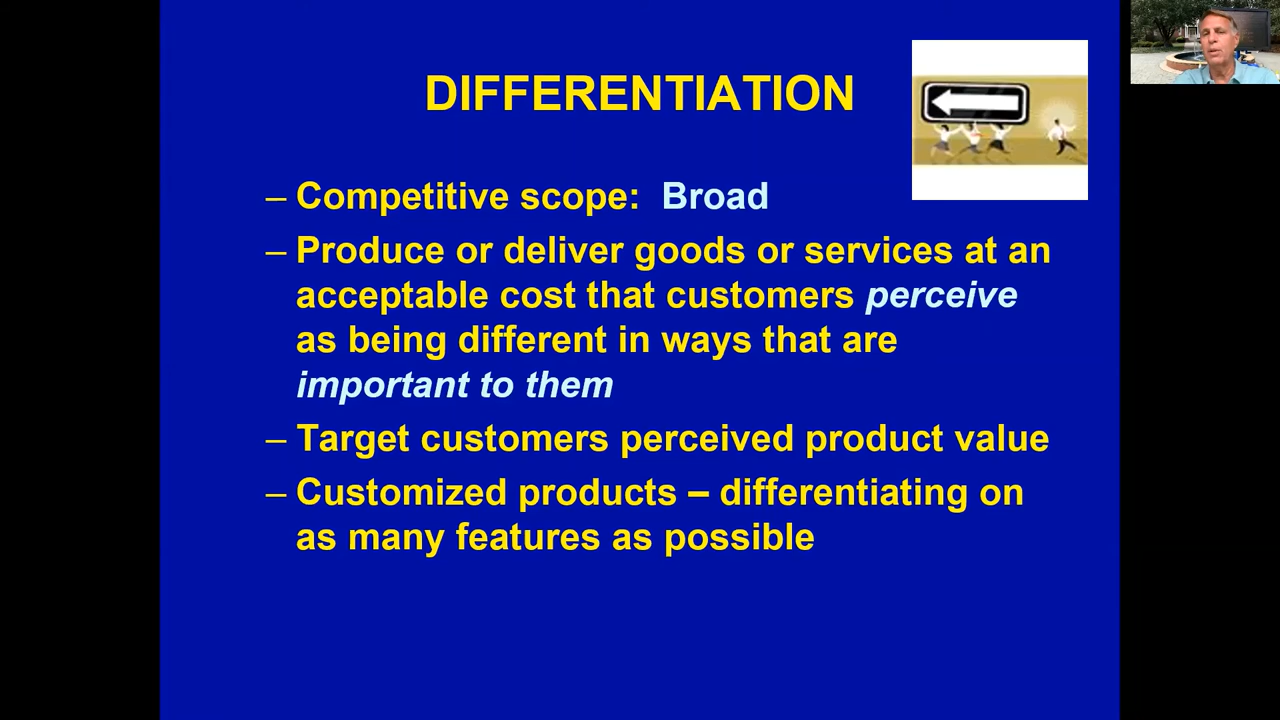 DIFFERENTIATION
– Competitive scope: Broad
– Produce or deliver goods or services at an
acceptable cost that customers perceive
as being different in ways that are
important to them
– Target customers perceived product value
– Customized products – differentiating on
as many features as possible